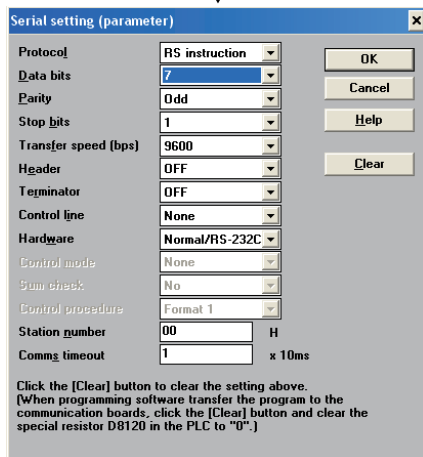 Serial setting (parameter)
Protocol RS instruction
OK
Data bits 7
Cancel
Parity Odd
Stop bits 1
Help
Transfer speed (bps) 9600
Header OFF
Clear
Terminator OFF
Control line None
Hardware Normal/RS-232C
Control mode None
Sum check No
Control procedure Format 1
Station number 00 H
Comms timeout 1 x 10ms
Click the [Clear] button to clear the setting above.
(When programming software transfer the program to the
communication boards, click the [Clear] button and clear the
special resistor D8120 in the PLC to "0".)